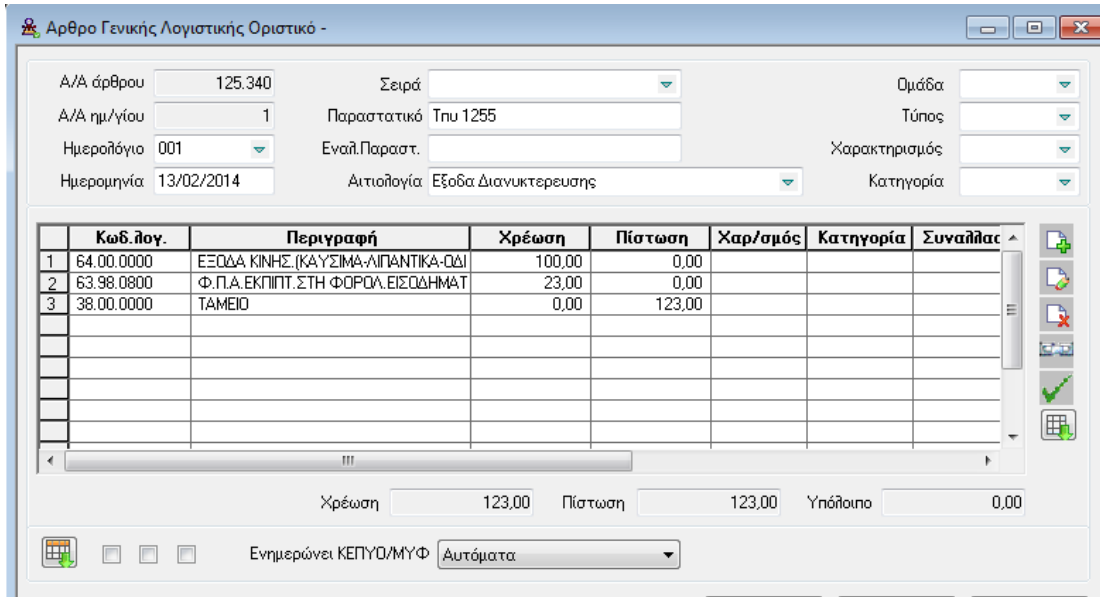 Αρθρο Γενικής Λογιστικής Οριστικό -
Α/Α άρθρου 125.340 Σειρά Ομάδα
Α/Α ημ/γίου 1 Παραστατικό Τπυ 1255 Τύπος
Ημερολόγιο 001 Εναλ.Παραστ. Χαρακτηρισμός
Ημερομηνία 13/02/2014 Αιτιολογία Εξοδα Διανυκτερευσης Κατηγορία
Κωδ.λογ. Περιγραφή Χρέωση Πίστωση Χαρ/σμός Κατηγορία Συναλλασ
1 64.00.0000 ΕΞΟΔΑ ΚΙΝΗΣ.(ΚΑΥΣΙΜΑ-ΛΙΠΑΝΤΙΚΑ-ΟΔΙ 100,00 0,00
2 63.98.0800 Φ.Π.Α.ΕΚΠΙΠΤ.ΣΤΗ ΦΟΡΟΛ.ΕΙΣΟΔΗΜΑΤ 23,00 0,00
3 38.00.0000 ΤΑΜΕΙΟ 0,00 123,00
Χρέωση 123,00 Πίστωση 123,00 Υπόλοιπο 0,00
Ενημερώνει ΚΕΠΥΟ/ΜΥΦ Αυτόματα